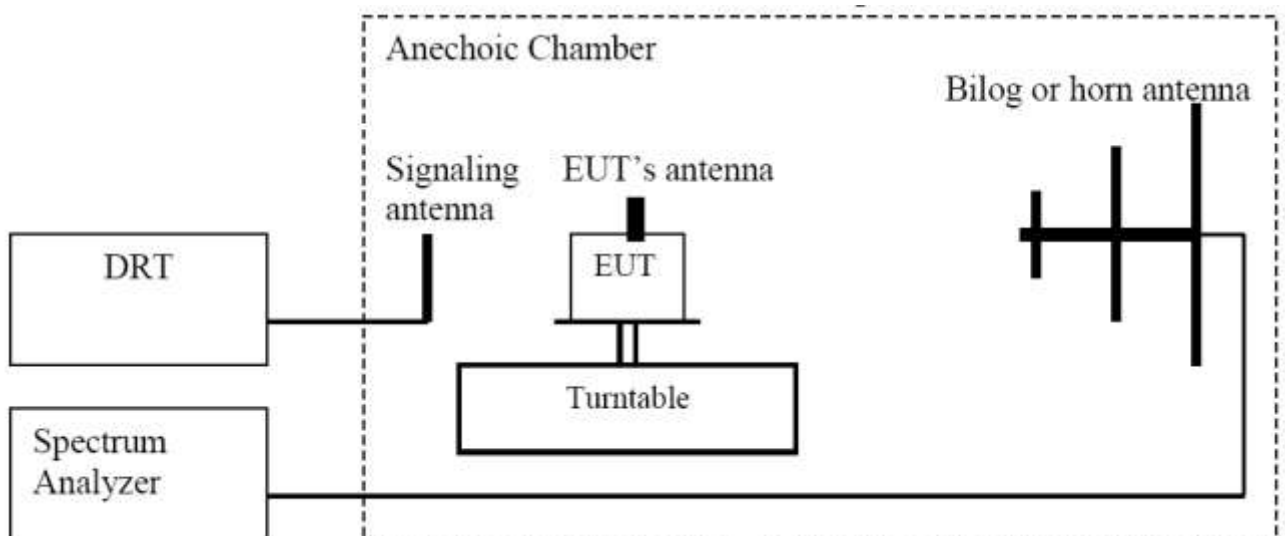 Anechoic Chamber
Bilog or horn antenna
Signaling
antenna
EUT’s antenna
DRT
EUT
Turntable
Spectrum
Analyzer